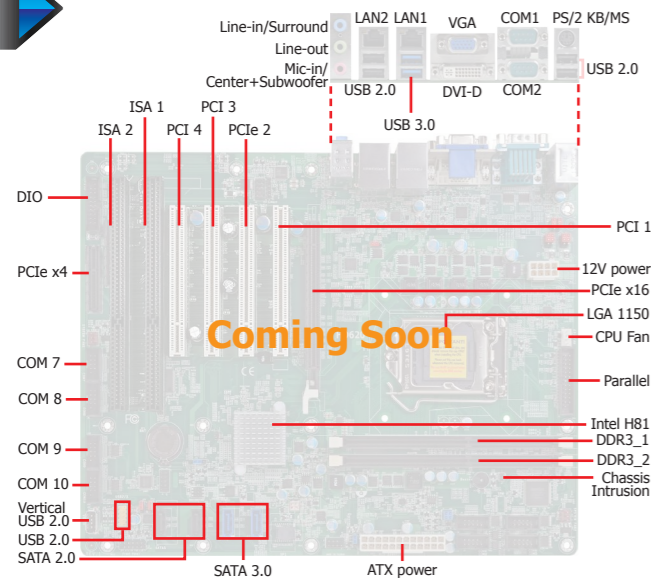 Line-in/Surround
Line-out
Mic-in/
Center+Subwoofer
LAN2
LAN1
VGA
COM1
PS/2 KB/MS
USB 2.0
USB 2.0
DVI-D
COM2
USB 3.0
ISA 2
ISA 1
PCI 4
PCI 3
PCIe 2
DIO
PCIe x4
COM 7
COM 8
COM 9
COM 10
Vertical
USB 2.0
USB 2.0
SATA 2.0
SATA 3.0
ATX power
PCI 1
12V power
PCIe x16
LGA 1150
CPU Fan
Parallel
Intel H81
DDR3_1
DDR3_2
Chassis
Intrusion
Coming Soon